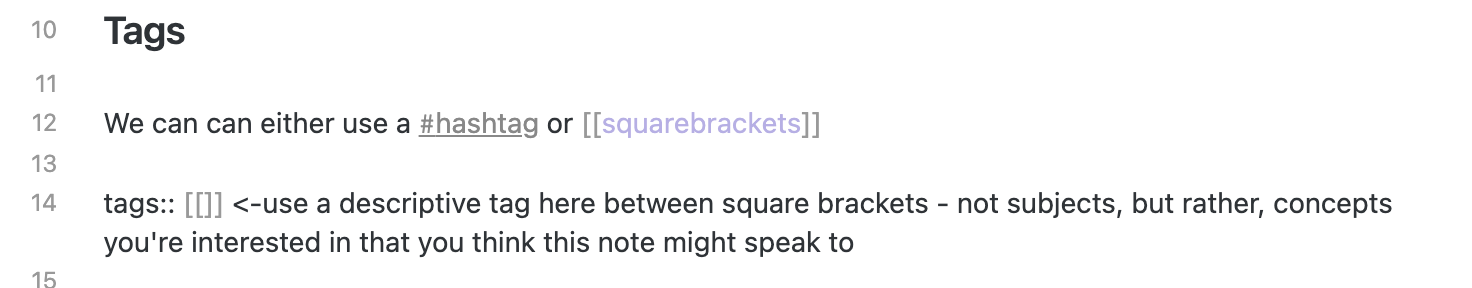 10 Tags
11
12 We can can either use a #hashtag or [[squarebrackets]]
13
14 tags:: [[]] <-use a descriptive tag here between square brackets - not subjects, but rather, concepts
you're interested in that you think this note might speak to
15